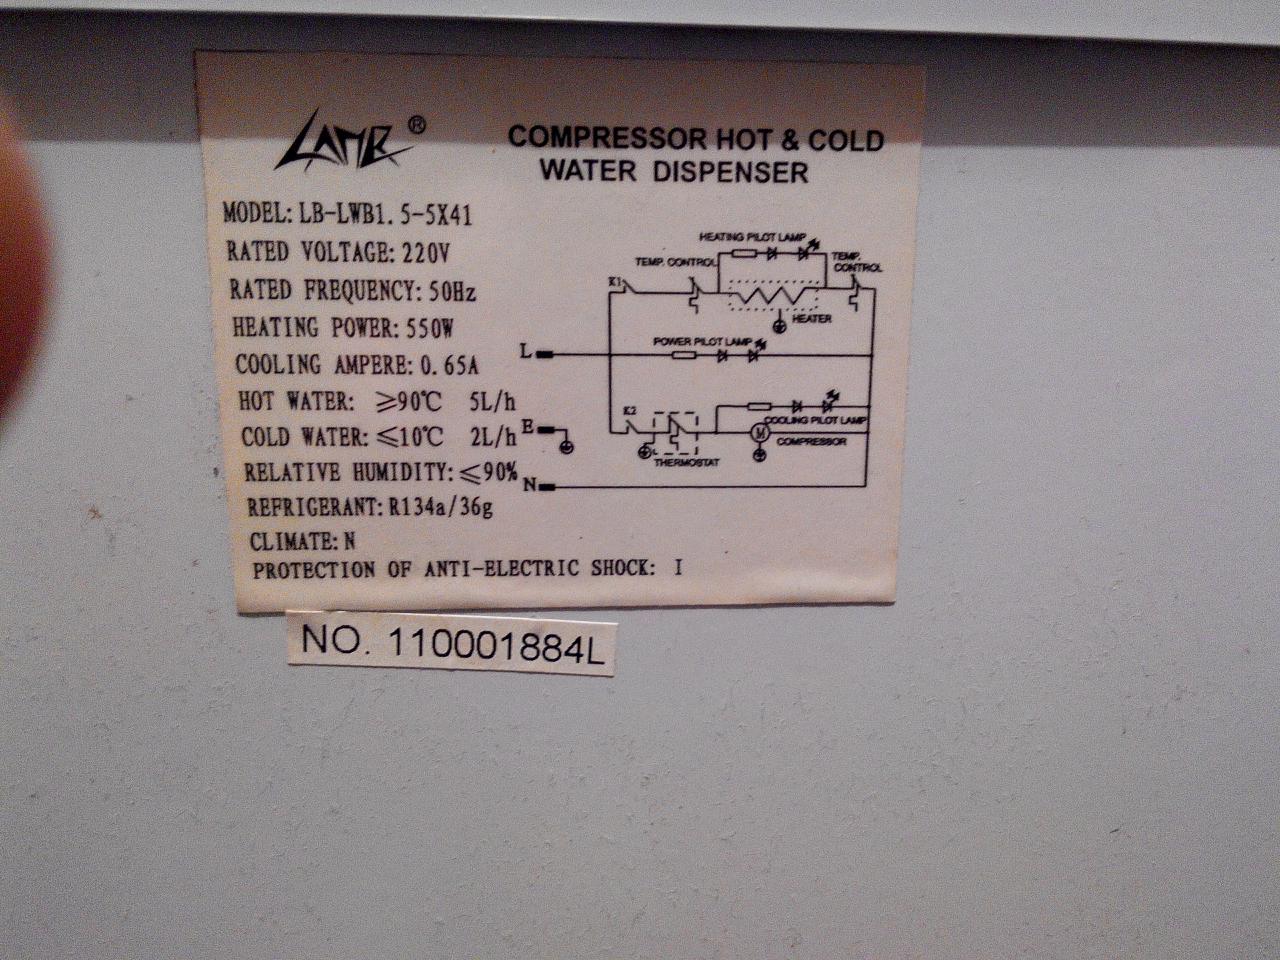 LAMB®
COMPRESSOR HOT & COLD
WATER DISPENSER
MODEL: LB-LWB1.5-5X41
RATED VOLTAGE: 220V
RATED FREQUENCY: 50Hz
HEATING POWER: 550W
COOLING AMPERE: 0.65A
HOT WATER: ≥90℃ 5L/h
COLD WATER: ≤10℃ 2L/h
RELATIVE HUMIDITY: ≤90%
REFRIGERANT: R134a/36g
CLIMATE: N
PROTECTION OF ANTI-ELECTRIC SHOCK: I
HEATING PILOT LAMP
TEMP. CONTROL
TEMP.
CONTROL
K1
HEATER
POWER PILOT LAMP
L
K2
COOLING PILOT LAMP
E
M
COMPRESSOR
THERMOSTAT
N
NO. 110001884L